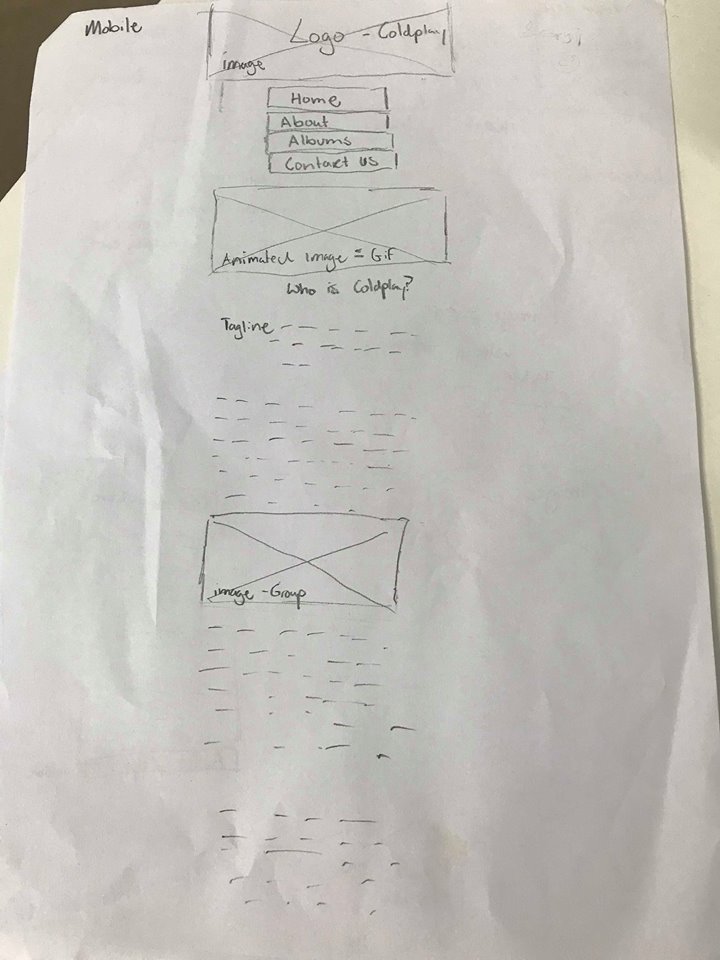 Mobile
Logo - Coldplay
image
Home
About
Albums
Contact us
Animated image = Gif
Who is Coldplay?
Tagline
image - Group